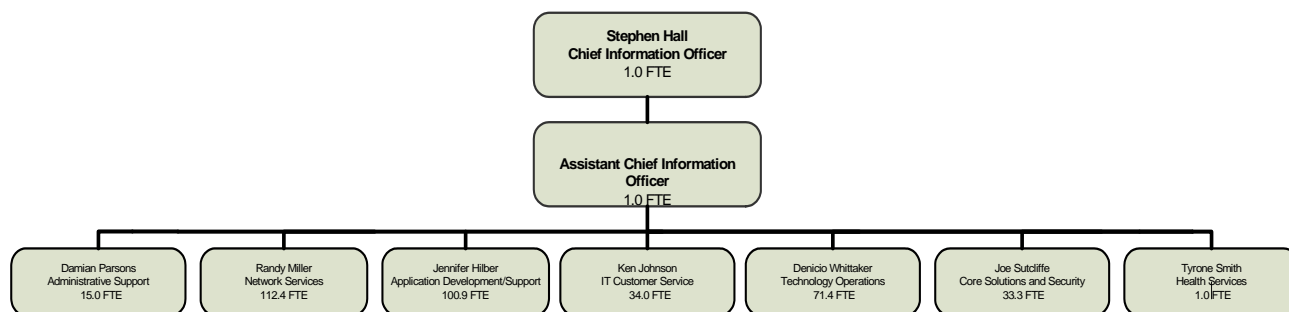 Stephen Hall
Chief Information Officer
1.0 FTE
Assistant Chief Information
Officer
1.0 FTE
Damian Parsons
Administrative Support
15.0 FTE
Randy Miller
Network Services
112.4 FTE
Jennifer Hilber
Application Development/Support
100.9 FTE
Ken Johnson
IT Customer Service
34.0 FTE
Denicio Whittaker
Technology Operations
71.4 FTE
Joe Sutcliffe
Core Solutions and Security
33.3 FTE
Tyrone Smith
Health Services
1.0 FTE